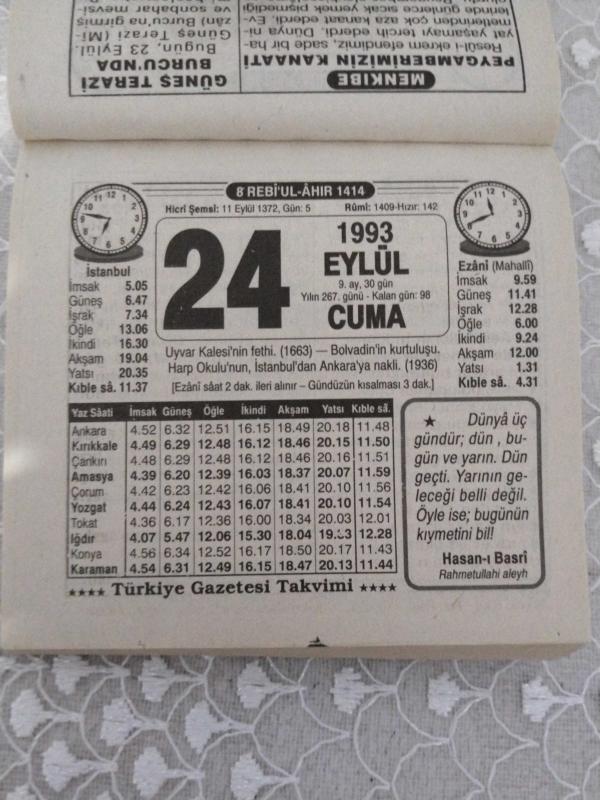 metlerinden çok aza kanaat ederdi. Ev-
yat yaşamayı tercih ederdi. Dünya ni-
Resûl-i ekrem efendimiz, sade bir ha-
PEYGAMBERİMİZİN KANAATİ
MENKIBE
Bugün, 23 Eylül,
Güneş Terazi (Mî-
zân) Burcu'na girmiş
ve sonbahar mevsi-
GÜNEŞ TERAZİ
BURCU'NDA
8 REBİ'UL-ÂHIR 1414
Hicrî Şemsî: 11 Eylül 1372, Gün: 5 Rûmî: 1409-Hızır: 142
24
1993
EYLÜL
9. ay, 30 gün
Yılın 267. günü - Kalan gün: 98
CUMA
İstanbul
İmsak 5.05
Güneş 6.47
İşrak 7.34
Öğle 13.06
İkindi 16.30
Akşam 19.04
Yatsı 20.35
Kıble sâ. 11.37
Ezânî (Mahallî)
İmsak 9.59
Güneş 11.41
İşrak 12.28
Öğle 6.00
İkindi 9.24
Akşam 12.00
Yatsı 1.31
Kıble sâ. 4.31
Uyvar Kalesi'nin fethi. (1663) — Bolvadin'in kurtuluşu.
Harp Okulu'nun, İstanbul'dan Ankara'ya nakli. (1936)
[Ezânî sâat 2 dak. ileri alınır – Gündüzün kısalması 3 dak.]
Yaz Sâati İmsak Güneş Öğle İkindi Akşam Yatsı Kıble sâ.
Ankara 4.52 6.32 12.51 16.15 18.49 20.18 11.48
Kırıkkale 4.49 6.29 12.48 16.12 18.46 20.15 11.50
Çankırı 4.48 6.29 12.48 16.12 18.46 20.16 11.51
Amasya 4.39 6.20 12.39 16.03 18.37 20.07 11.59
Çorum 4.42 6.23 12.42 16.06 18.41 20.10 11.56
Yozgat 4.44 6.24 12.43 16.07 18.41 20.10 11.54
Tokat 4.36 6.17 12.36 16.00 18.34 20.03 12.01
Iğdır 4.07 5.47 12.06 15.30 18.04 12.28
Konya 4.56 6.34 12.52 16.17 18.50 20.17 11.43
Karaman 4.54 6.31 12.49 16.15 18.47 20.13 11.44
★ Dünyâ üç
gündür; dün , bu-
gün ve yarın. Dün
geçti. Yarının ge-
leceği belli değil.
Öyle ise; bugünün
kıymetini bil!
Hasan-ı Basrî
Rahmetullahi aleyh
★★★★ Türkiye Gazetesi Takvimi ★★★★